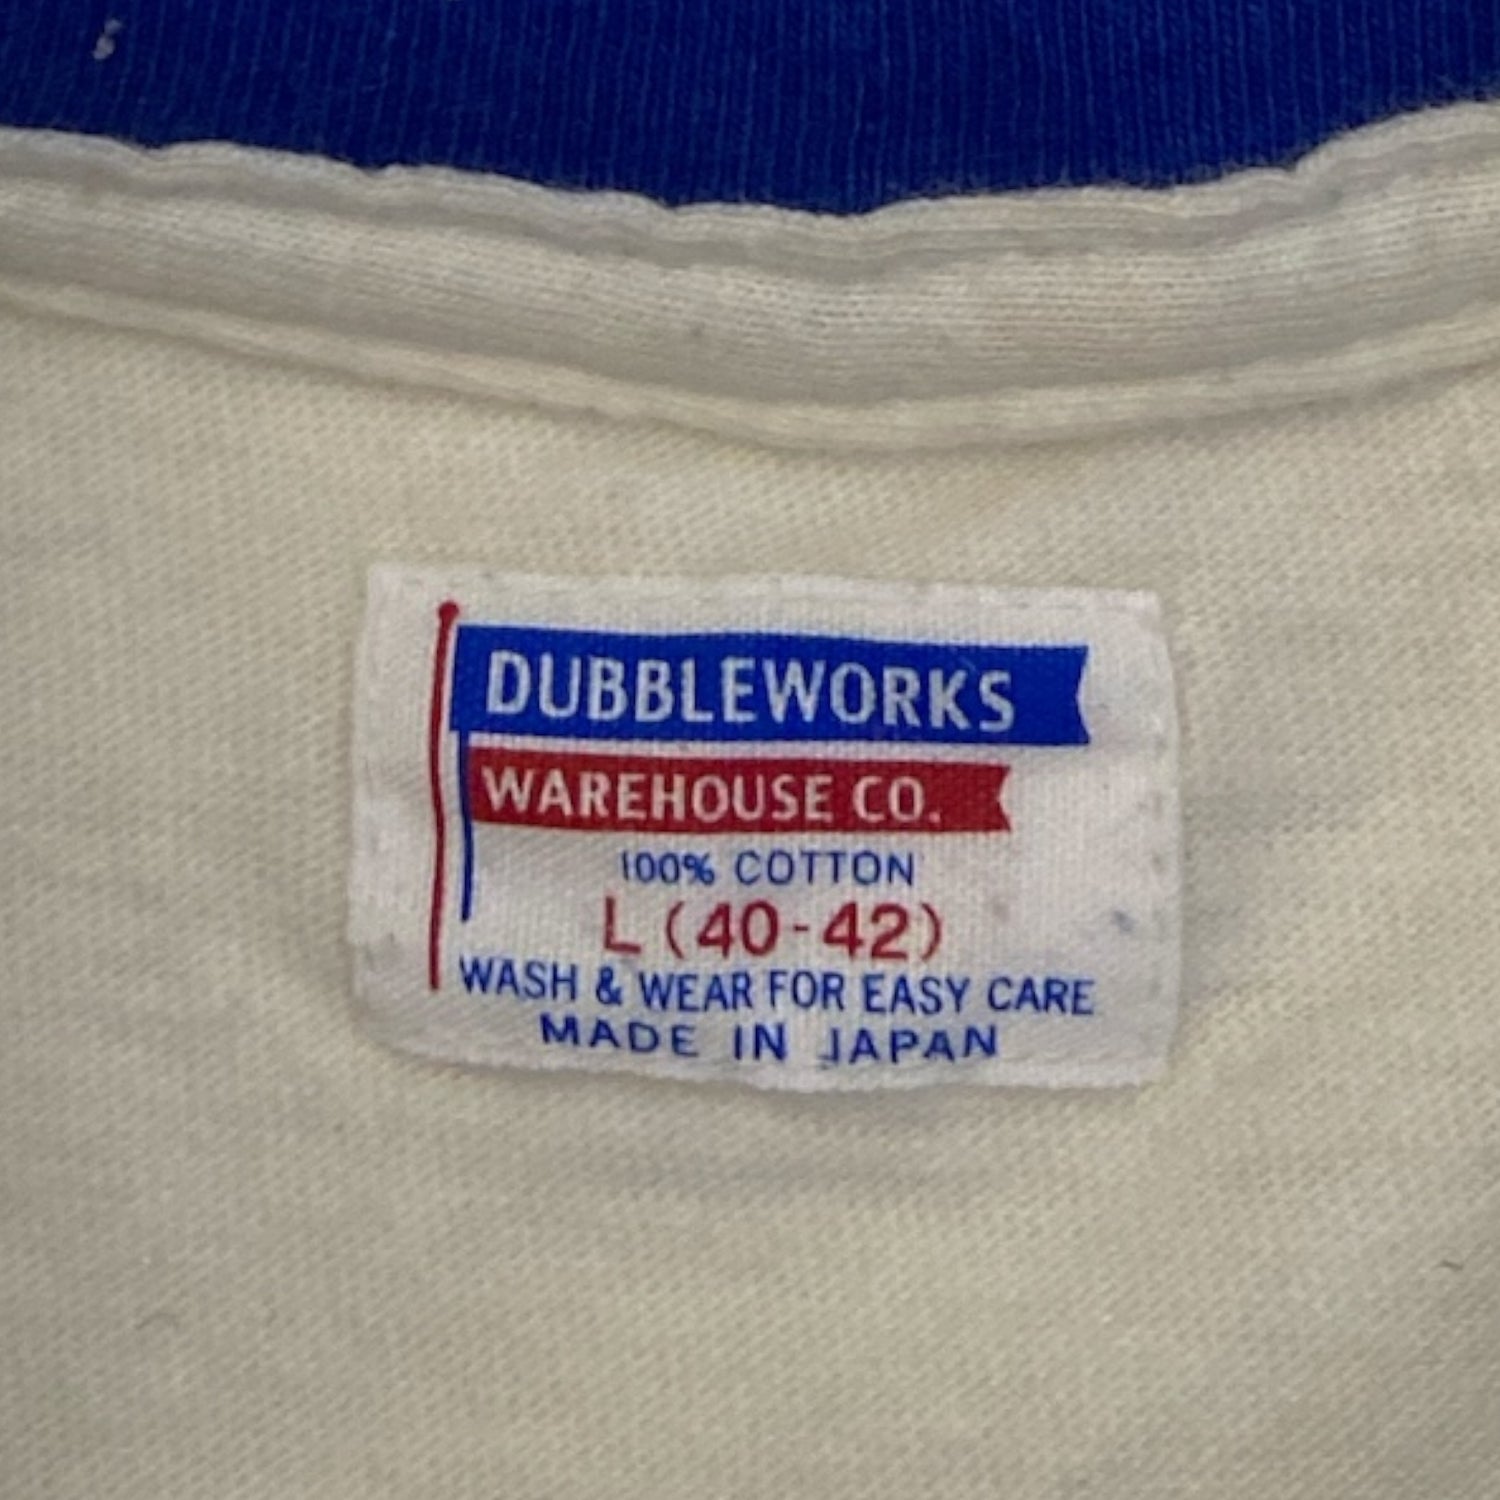 DUBBLEWORKS
WAREHOUSE CO.
100% COTTON
L (40-42)
WASH & WEAR FOR EASY CARE
MADE IN JAPAN